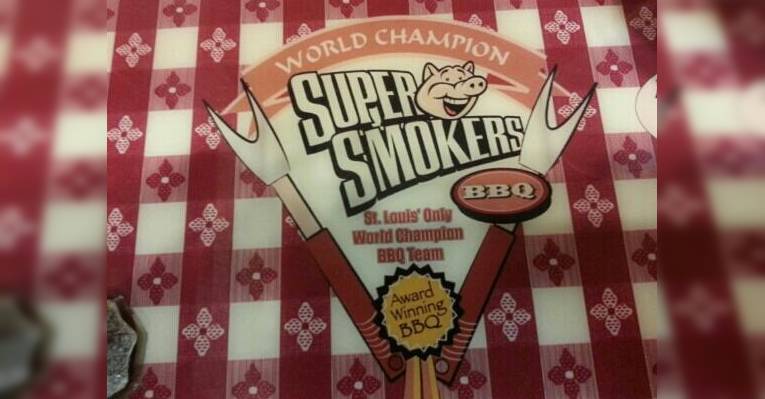 WORLD CHAMPION
SUPER
SMOKERS
BBQ
St. Louis' Only
World Champion
BBQ Team
Award
Winning
BBQ